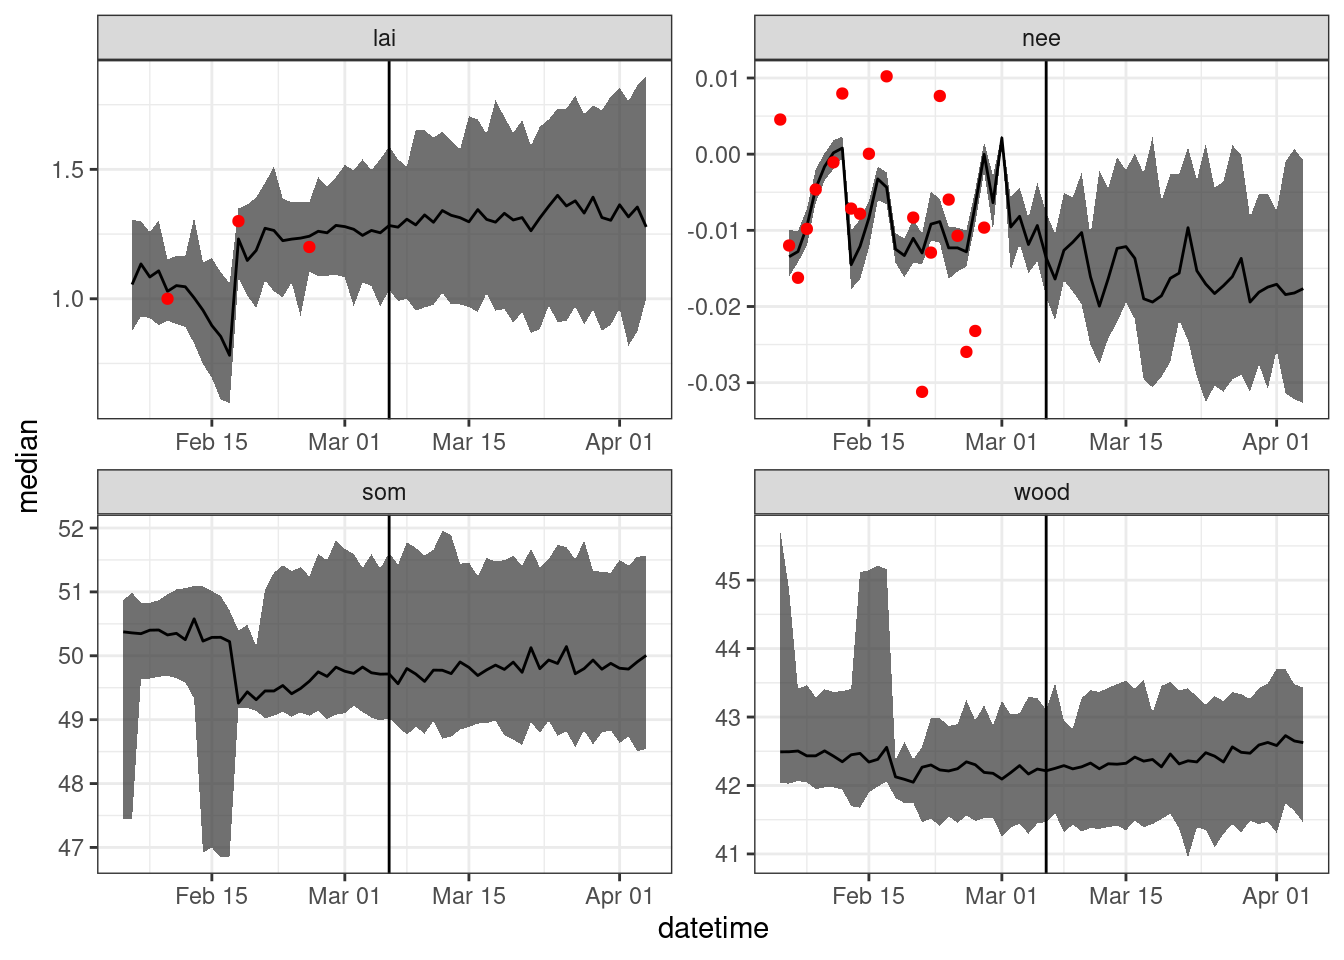 lai
nee
1.5
1.0
0.01
0.00
-0.01
-0.02
-0.03
Feb 15 Mar 01 Mar 15 Apr 01
Feb 15 Mar 01 Mar 15 Apr 01
median
som
wood
52
51
50
49
48
47
45
44
43
42
41
Feb 15 Mar 01 Mar 15 Apr 01
Feb 15 Mar 01 Mar 15 Apr 01
datetime